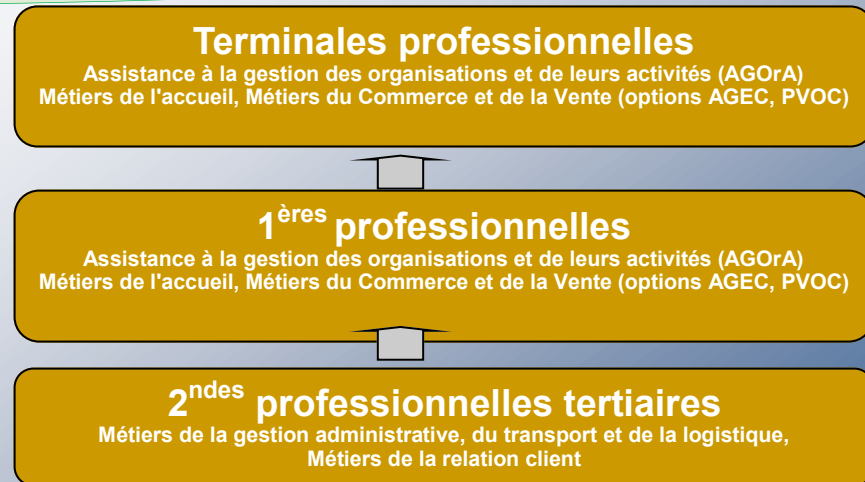 Terminales professionnelles
Assistance à la gestion des organisations et de leurs activités (AGOrA)
Métiers de l'accueil, Métiers du Commerce et de la Vente (options AGEC, PVOC)
1ères professionnelles
Assistance à la gestion des organisations et de leurs activités (AGOrA)
Métiers de l'accueil, Métiers du Commerce et de la Vente (options AGEC, PVOC)
2ndes professionnelles tertiaires
Métiers de la gestion administrative, du transport et de la logistique,
Métiers de la relation client